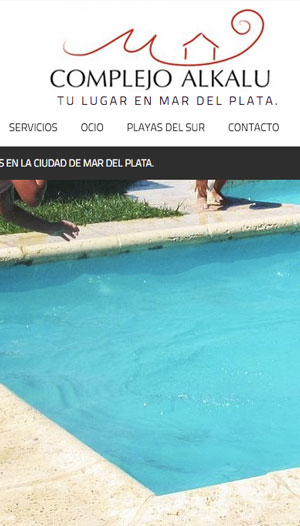 COMPLEJO ALKALU
TU LUGAR EN MAR DEL PLATA.
SERVICIOS OCIO PLAYAS DEL SUR CONTACTO
S EN LA CIUDAD DE MAR DEL PLATA.